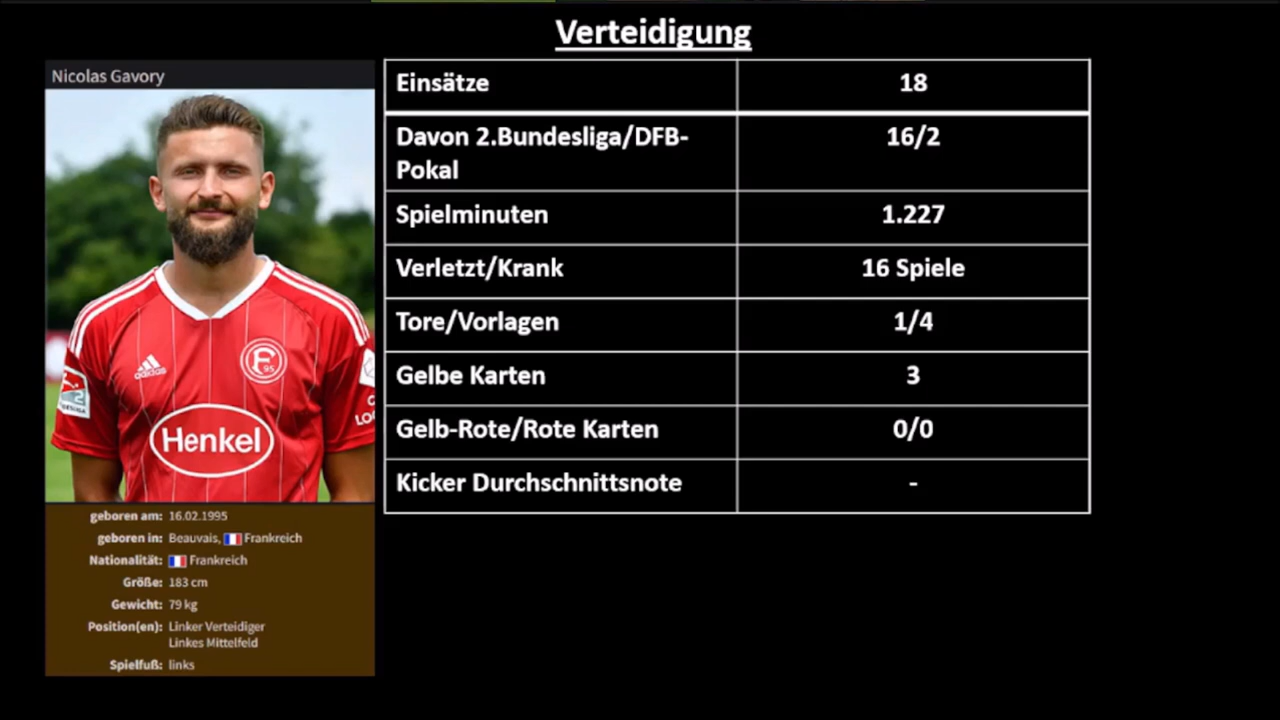 Verteidigung
Nicolas Gavory
adidas
F
95
2
Henkel
geboren am: 16.02.1995
geboren in: Beauvais, Frankreich
Nationalität: Frankreich
Größe: 183 cm
Gewicht: 79 kg
Position(en): Linker Verteidiger
Linkes Mittelfeld
Spielfuß: links
Einsätze 18
Davon 2.Bundesliga/DFB- 16/2
Pokal
Spielminuten 1.227
Verletzt/Krank 16 Spiele
Tore/Vorlagen 1/4
Gelbe Karten 3
Gelb-Rote/Rote Karten 0/0
Kicker Durchschnittsnote -